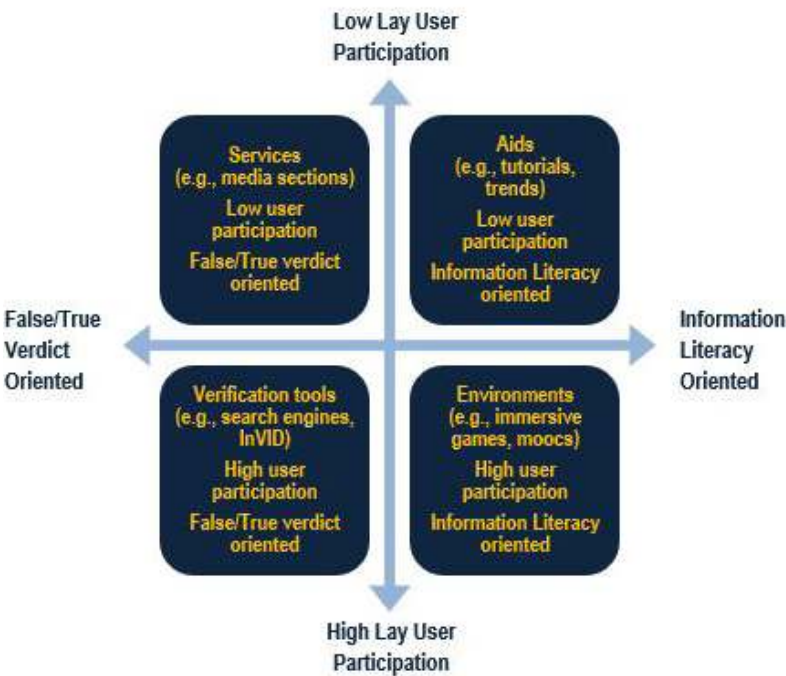 Low Lay User
Participation
Services
(e.g., media sections)
Low user
participation
False/True verdict
oriented
Aids
(e.g., tutorials,
trends)
Low user
participation
Information Literacy
oriented
False/True
Verdict
Oriented
Information
Literacy
Oriented
Verification tools
(e.g., search engines,
InVID)
High user
participation
False/True verdict
oriented
Environments
(e.g., immersive
games, moocs)
High user
participation
Information Literacy
oriented
High Lay User
Participation